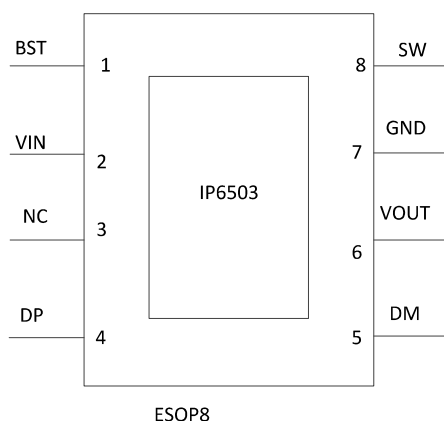 BST 1 8 SW
VIN 2 7 GND
NC 3 6 VOUT
IP6503
DP 4 5 DM
ESOP8